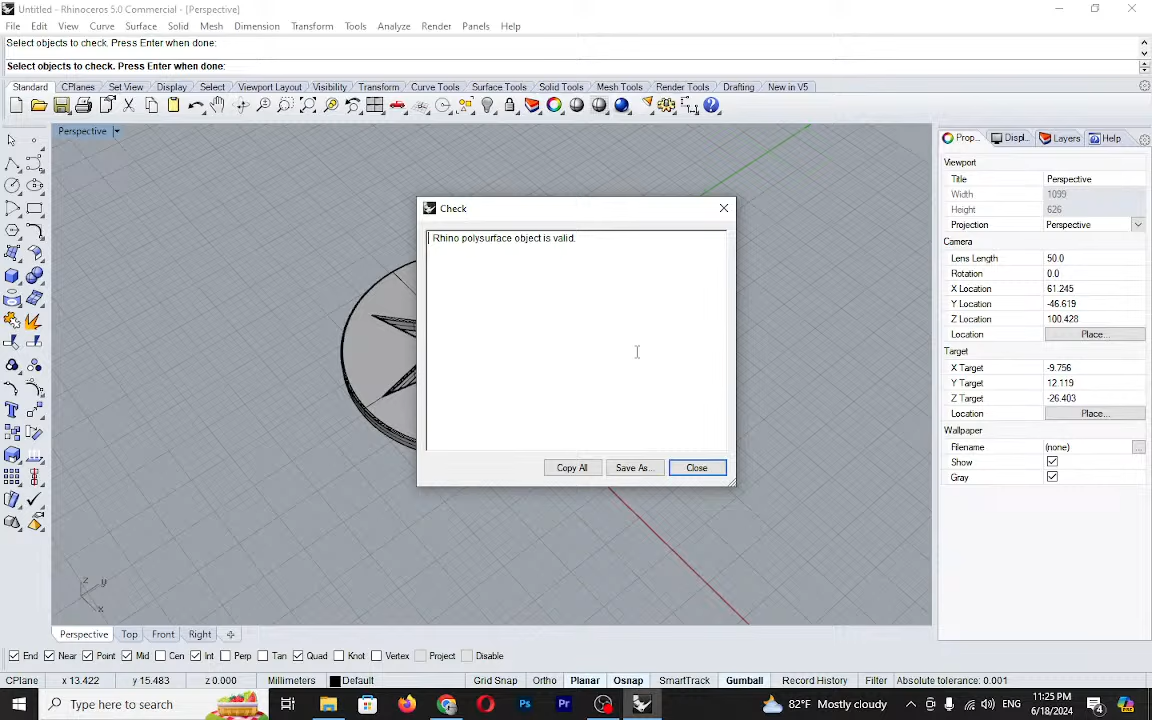 Untitled - Rhinoceros 5.0 Commercial - [Perspective]
File Edit View Curve Surface Solid Mesh Dimension Transform Tools Analyze Render Panels Help
Select objects to check. Press Enter when done:
Select objects to check. Press Enter when done:
Standard CPlanes Set View Display Select Viewport Layout Visibility Transform Curve Tools Surface Tools Solid Tools Mesh Tools Render Tools Drafting New in V5
Perspective
Check
Rhino polysurface object is valid.
Copy All Save As... Close
Prop... Displ... Layers Help
Viewport
Title Perspective
Width 1099
Height 626
Projection Perspective
Camera
Lens Length 50.0
Rotation 0.0
X Location 61.245
Y Location -46.619
Z Location 100.428
Location Place...
Target
X Target -9.756
Y Target 12.119
Z Target -26.403
Location Place...
Wallpaper
Filename (none) ...
Show
Gray
z y
x
Perspective Top Front Right
End Near Point Mid Cen Int Perp Tan Quad Knot Vertex Project Disable
CPlane x 13.422 y 15.483 z 0.000 Millimeters Default Grid Snap Ortho Planar Osnap SmartTrack Gumball Record History Filter Absolute tolerance: 0.001
Type here to search
Ps Pr
82°F Mostly cloudy
ENG
11:25 PM
6/18/2024
4